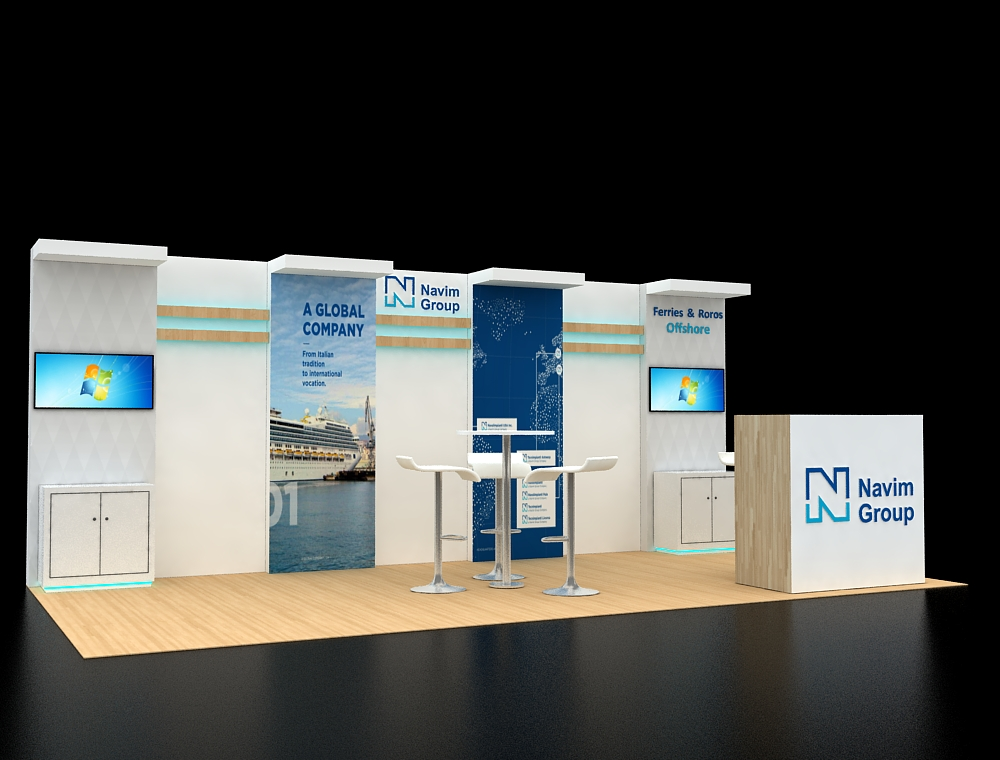 A GLOBAL
COMPANY
From Italian
tradition
to international
vocation.
01
Navim
Group
Ferries & Roros
Offshore
Navim
Group